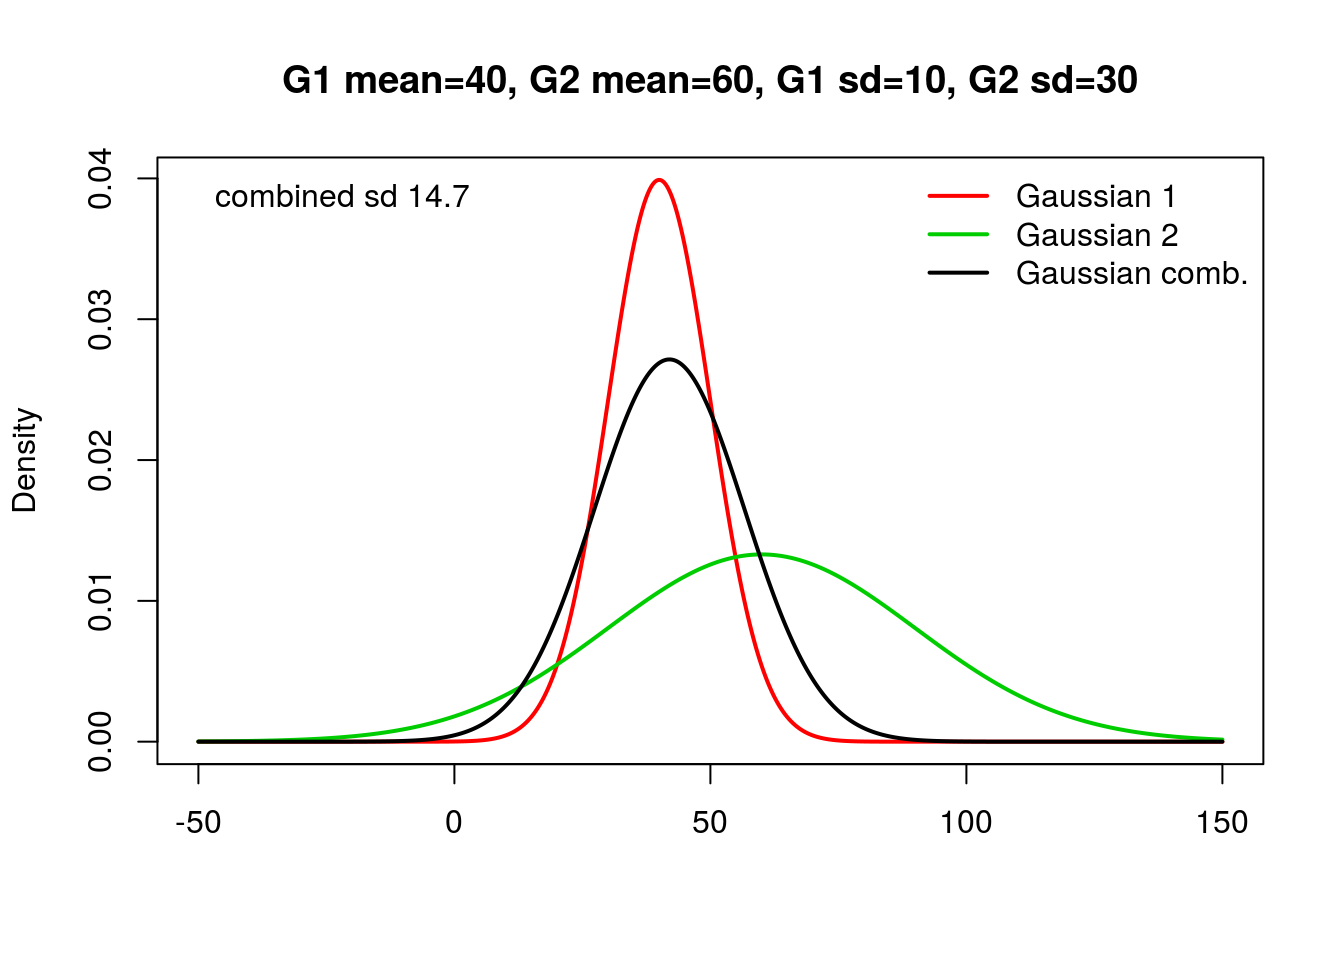 G1 mean=40, G2 mean=60, G1 sd=10, G2 sd=30
combined sd 14.7
Gaussian 1
Gaussian 2
Gaussian comb.
Density
0.04
0.03
0.02
0.01
0.00
-50
0
50
100
150